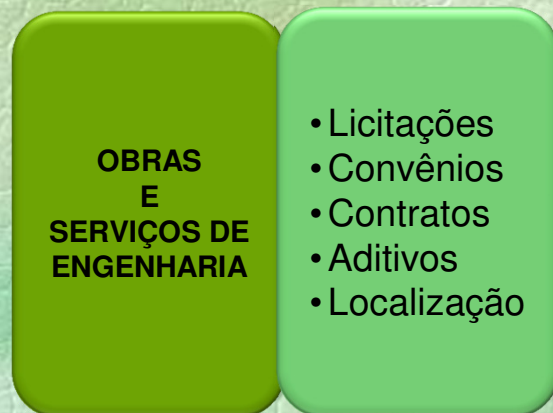 OBRAS
E
SERVIÇOS DE
ENGENHARIA
• Licitações
• Convênios
• Contratos
• Aditivos
• Localização